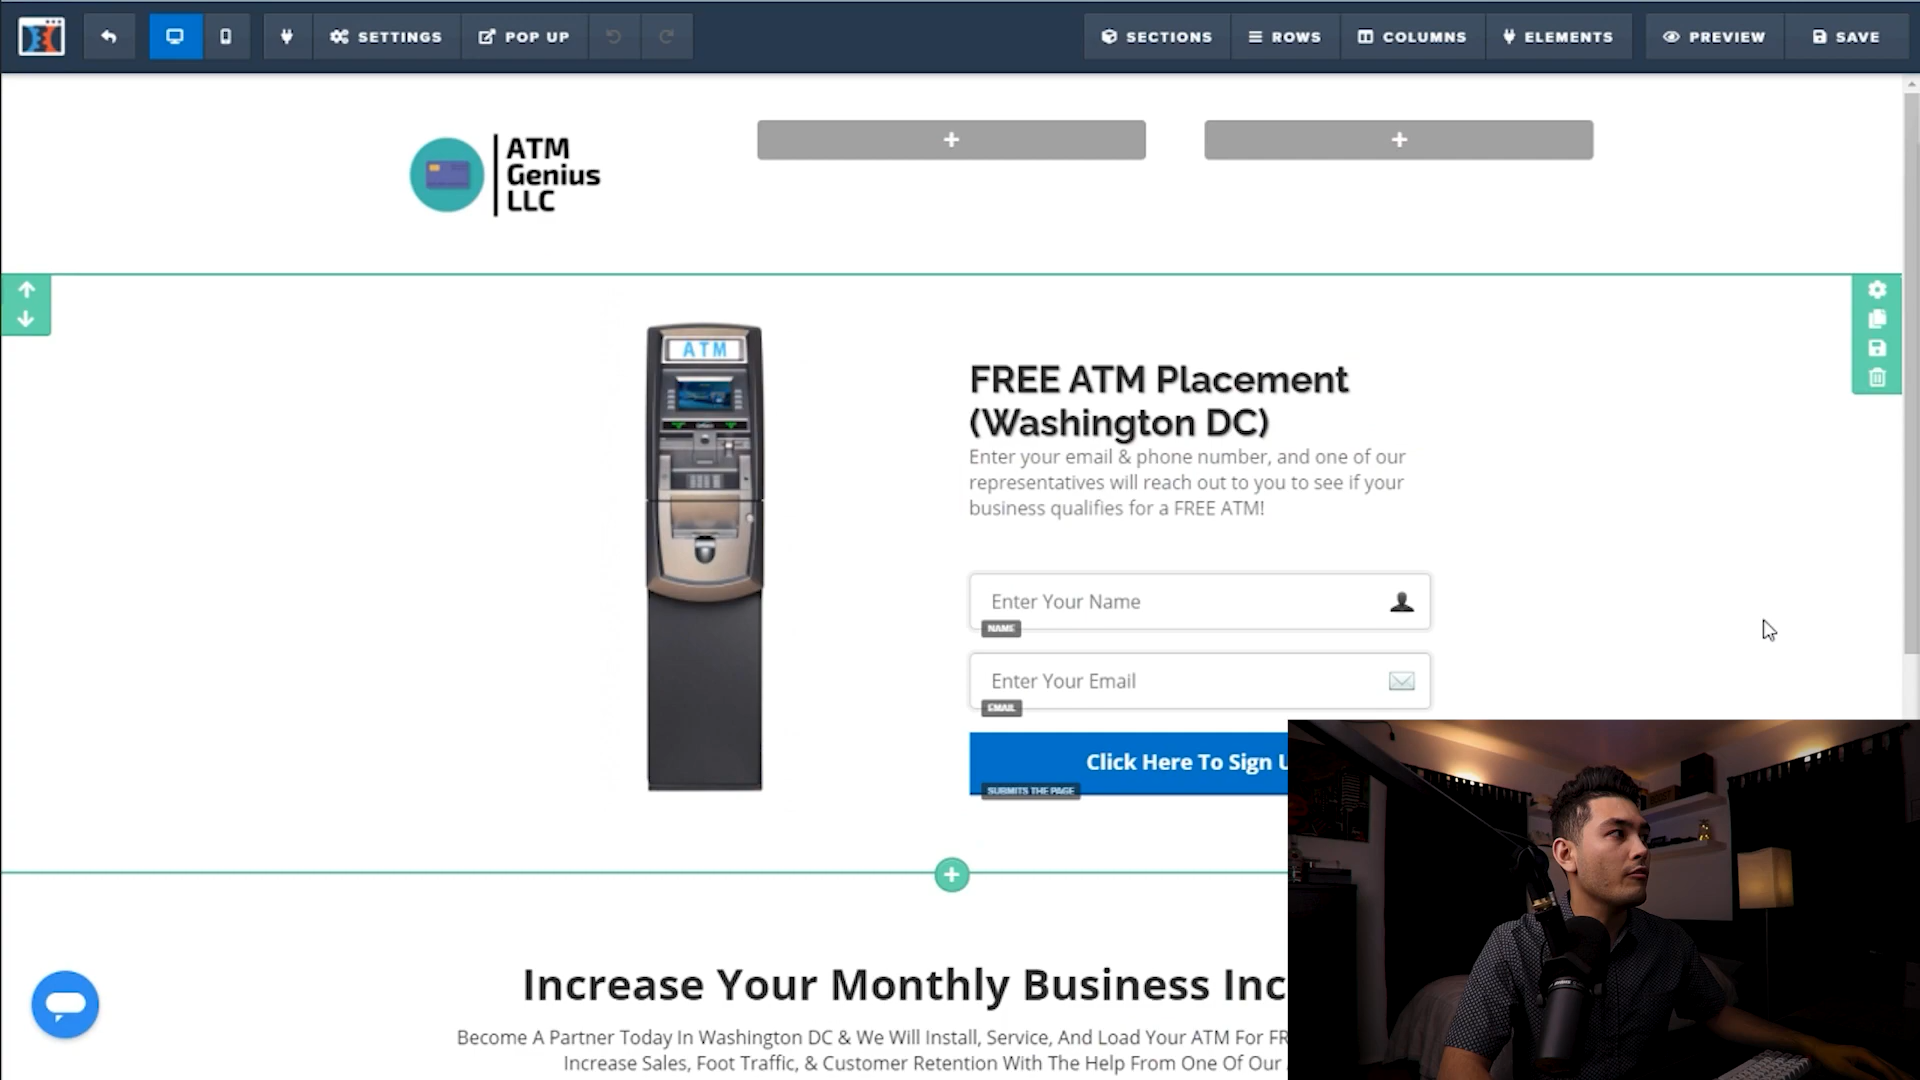 SETTINGS
POP UP
SECTIONS
ROWS
COLUMNS
ELEMENTS
PREVIEW
SAVE
ATM
Genius
LLC
ATM
FREE ATM Placement
(Washington DC)
Enter your email & phone number, and one of our
representatives will reach out to you to see if your
business qualifies for a FREE ATM!
Enter Your Name
NAME
Enter Your Email
EMAIL
Click Here To Sign U
SUBMITS THE PAGE
Increase Your Monthly Business Inc
Become A Partner Today In Washington DC & We Will Install, Service, And Load Your ATM For FR
Increase Sales, Foot Traffic, & Customer Retention With The Help From One Of Our